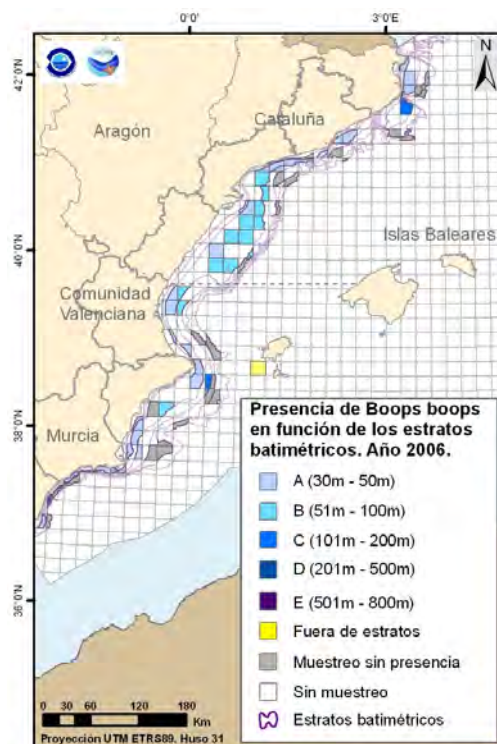 0°0' 3°0'E
N
42°0'N
Cataluña
Aragón
40°0'N
Islas Baleares
Comunidad
Valenciana
38°0'N
Murcia
36°0'N
Presencia de Boops boops
en función de los estratos
batimétricos. Año 2006.
A (30m - 50m)
B (51m - 100m)
C (101m - 200m)
D (201m - 500m)
E (501m - 800m)
Fuera de estratos
Muestreo sin presencia
Sin muestreo
Estratos batimétricos
0 30 60 120 180
Km
Proyección UTM ETRS89. Huso 31